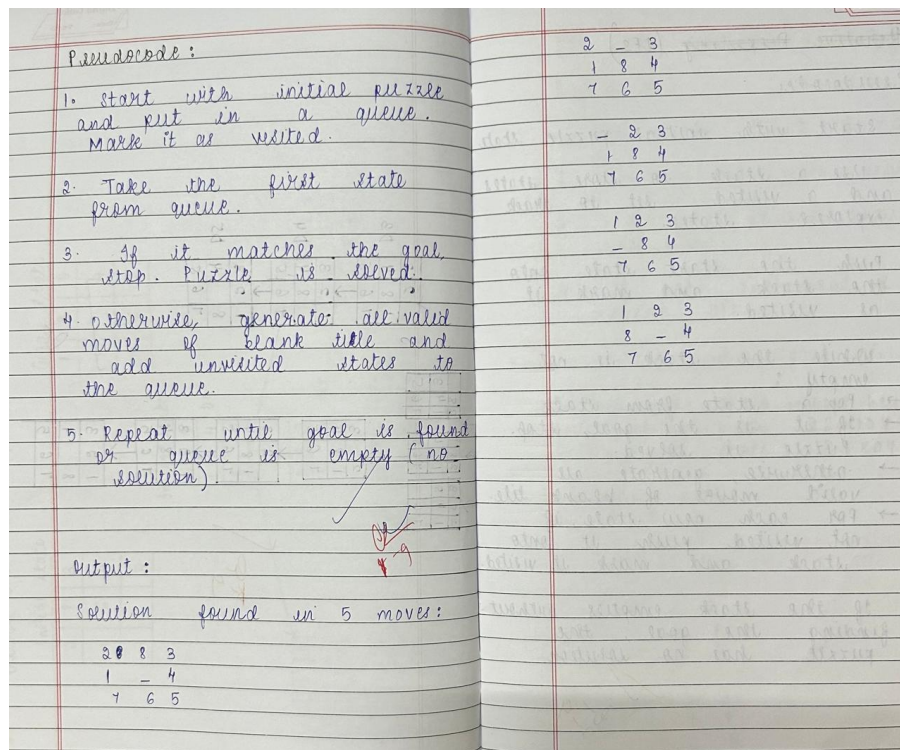 Pseudocode :
1. Start with initial puzzle
and put in a queue.
Mark it as visited.
2. Take the first state
from queue.
3. If it matches the goal,
stop. Puzzle is solved.
4. Otherwise, generate all valid
moves of blank title and
add unvisited states to
the queue.
5. Repeat until goal is found
or queue is empty (no
solution).
Output :
Solution found in 5 moves:
2 8 3
1 _ 4
7 6 5
2 _ 3
1 8 4
7 6 5
_ 2 3
1 8 4
7 6 5
1 2 3
_ 8 4
7 6 5
1 2 3
8 _ 4
7 6 5